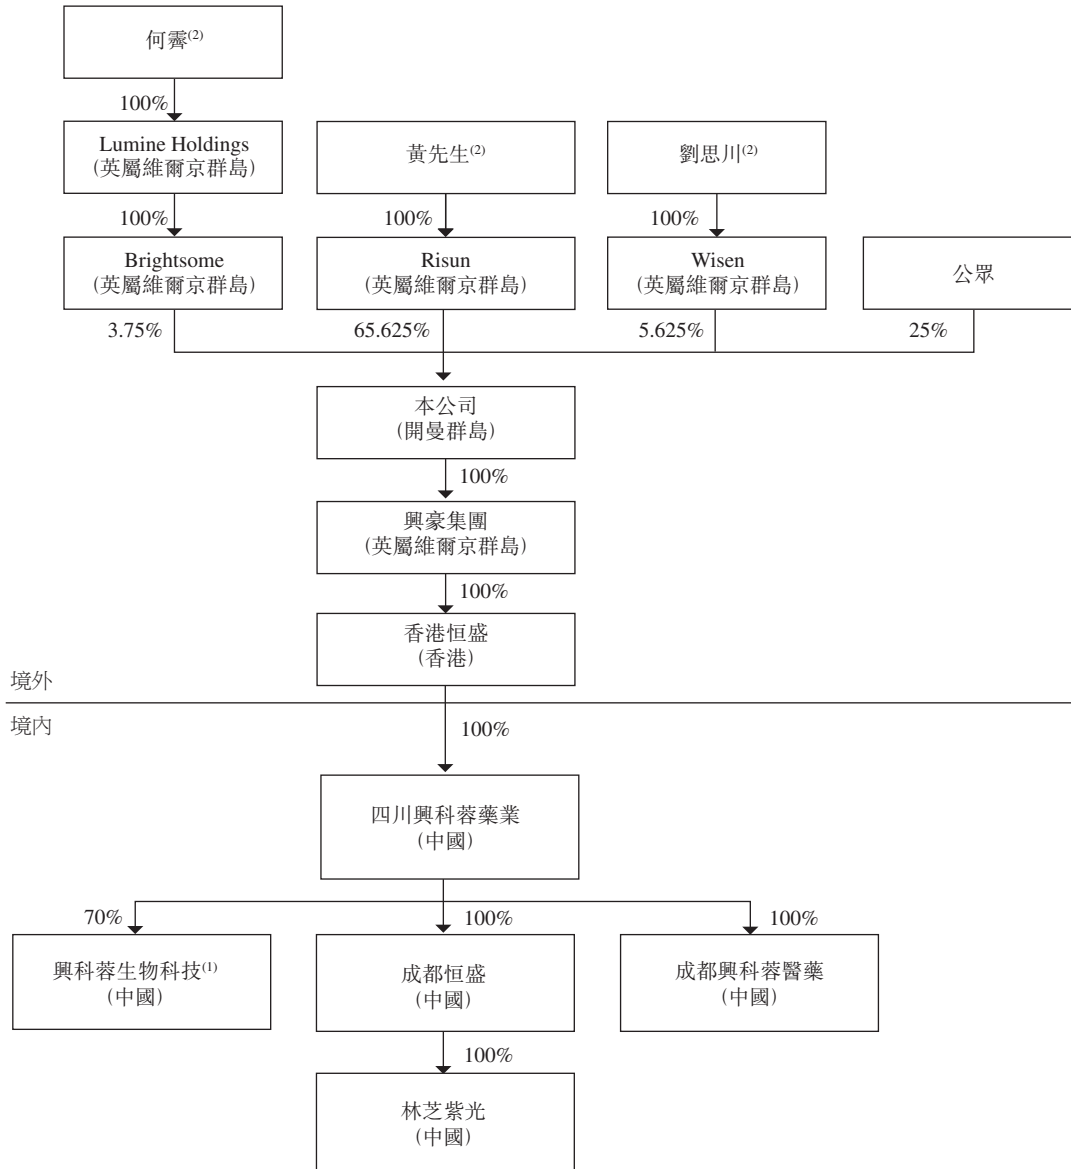 何霽(2)
100%
Lumine Holdings
(英屬維爾京群島)
黃先生(2)
劉思川(2)
100%
100%
100%
Brightsome
(英屬維爾京群島)
Risun
(英屬維爾京群島)
Wisen
(英屬維爾京群島)
公眾
3.75%
65.625%
5.625%
25%
本公司
(開曼群島)
100%
興豪集團
(英屬維爾京群島)
100%
香港恒盛
(香港)
境外
境內
100%
四川興科蓉藥業
(中國)
70%
100%
100%
興科蓉生物科技(1)
(中國)
成都恒盛
(中國)
成都興科蓉醫藥
(中國)
100%
林芝紫光
(中國)